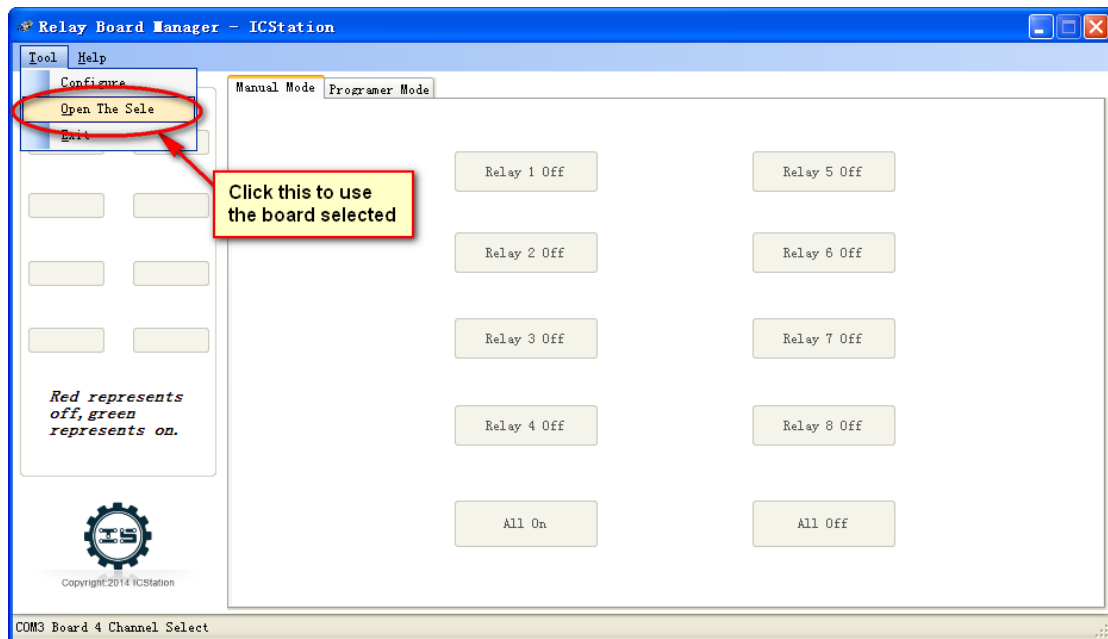 Relay Board Manager - ICStation
Tool Help
Configure
Open The Sele
Exit
Manual Mode Programer Mode
Click this to use
the board selected
Relay 1 Off Relay 5 Off
Relay 2 Off Relay 6 Off
Relay 3 Off Relay 7 Off
Relay 4 Off Relay 8 Off
All On All Off
Red represents
off,green
represents on.
IS
Copyright:2014 ICStation
COM3 Board 4 Channel Select